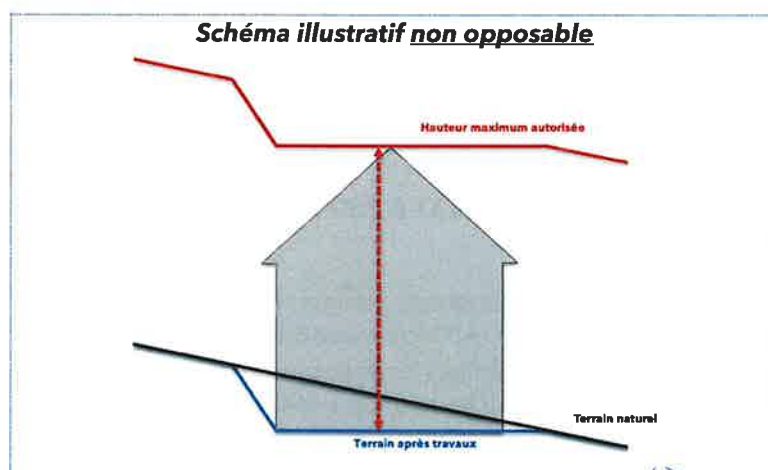 Schéma illustratif non opposable
Hauteur maximum autorisée
Terrain naturel
Terrain après travaux